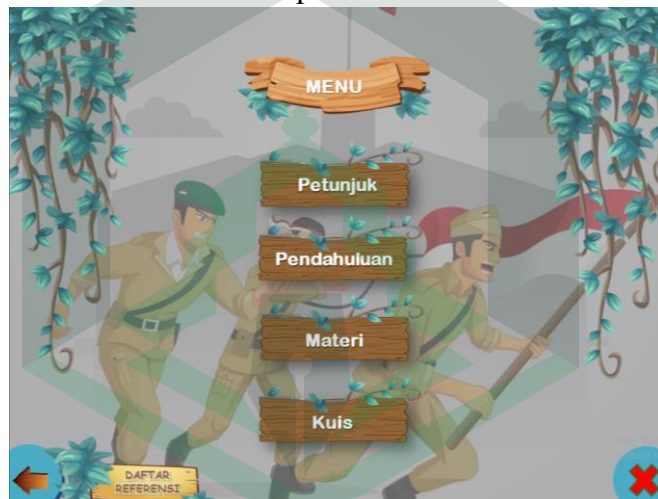 MENU
Petunjuk
Pendahuluan
Materi
Kuis
DAFTAR
REFERENSI